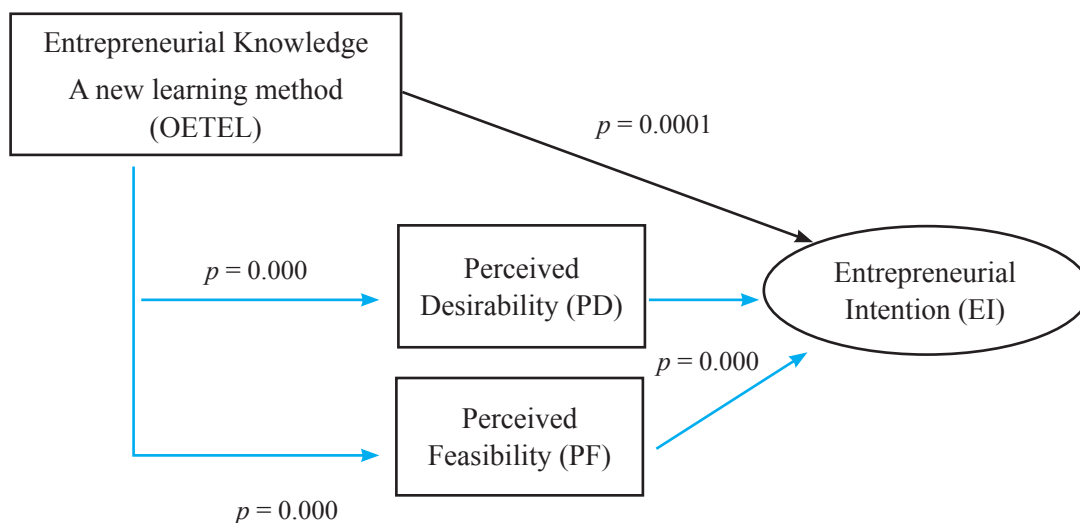 Entrepreneurial Knowledge
A new learning method
(OETEL)
p = 0.0001
p = 0.000
Perceived
Desirability (PD)
Entrepreneurial
Intention (EI)
p = 0.000
Perceived
Feasibility (PF)
p = 0.000